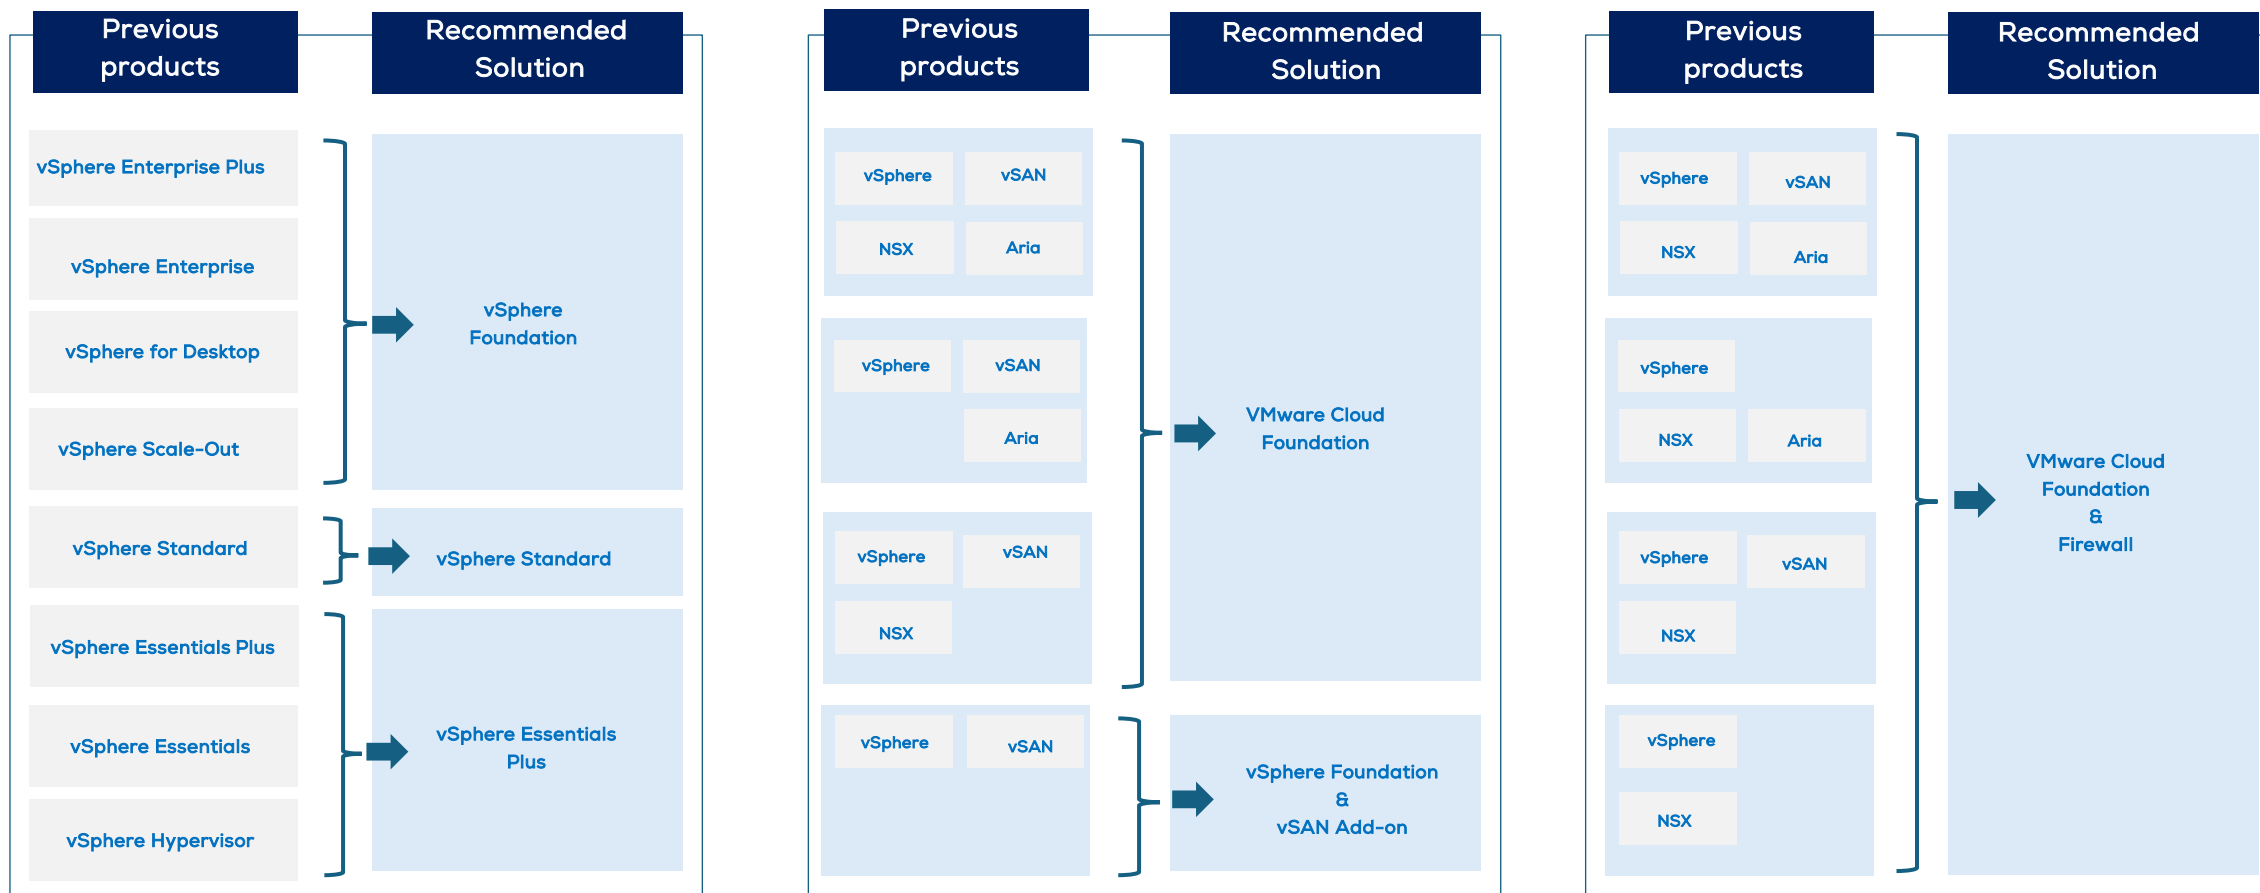 Previous
products
Recommended
Solution
vSphere Enterprise Plus
vSphere Enterprise
vSphere for Desktop
vSphere Scale-Out
vSphere
Foundation
vSphere Standard
vSphere Standard
vSphere Essentials Plus
vSphere Essentials
vSphere Hypervisor
vSphere Essentials
Plus
Previous
products
Recommended
Solution
vSphere
vSAN
NSX
Aria
vSphere
vSAN
Aria
vSphere
vSAN
NSX
VMware Cloud
Foundation
vSphere
vSAN
vSphere Foundation
&
vSAN Add-on
Previous
products
Recommended
Solution
vSphere
vSAN
NSX
Aria
vSphere
NSX
Aria
vSphere
vSAN
NSX
vSphere
NSX
VMware Cloud
Foundation
&
Firewall